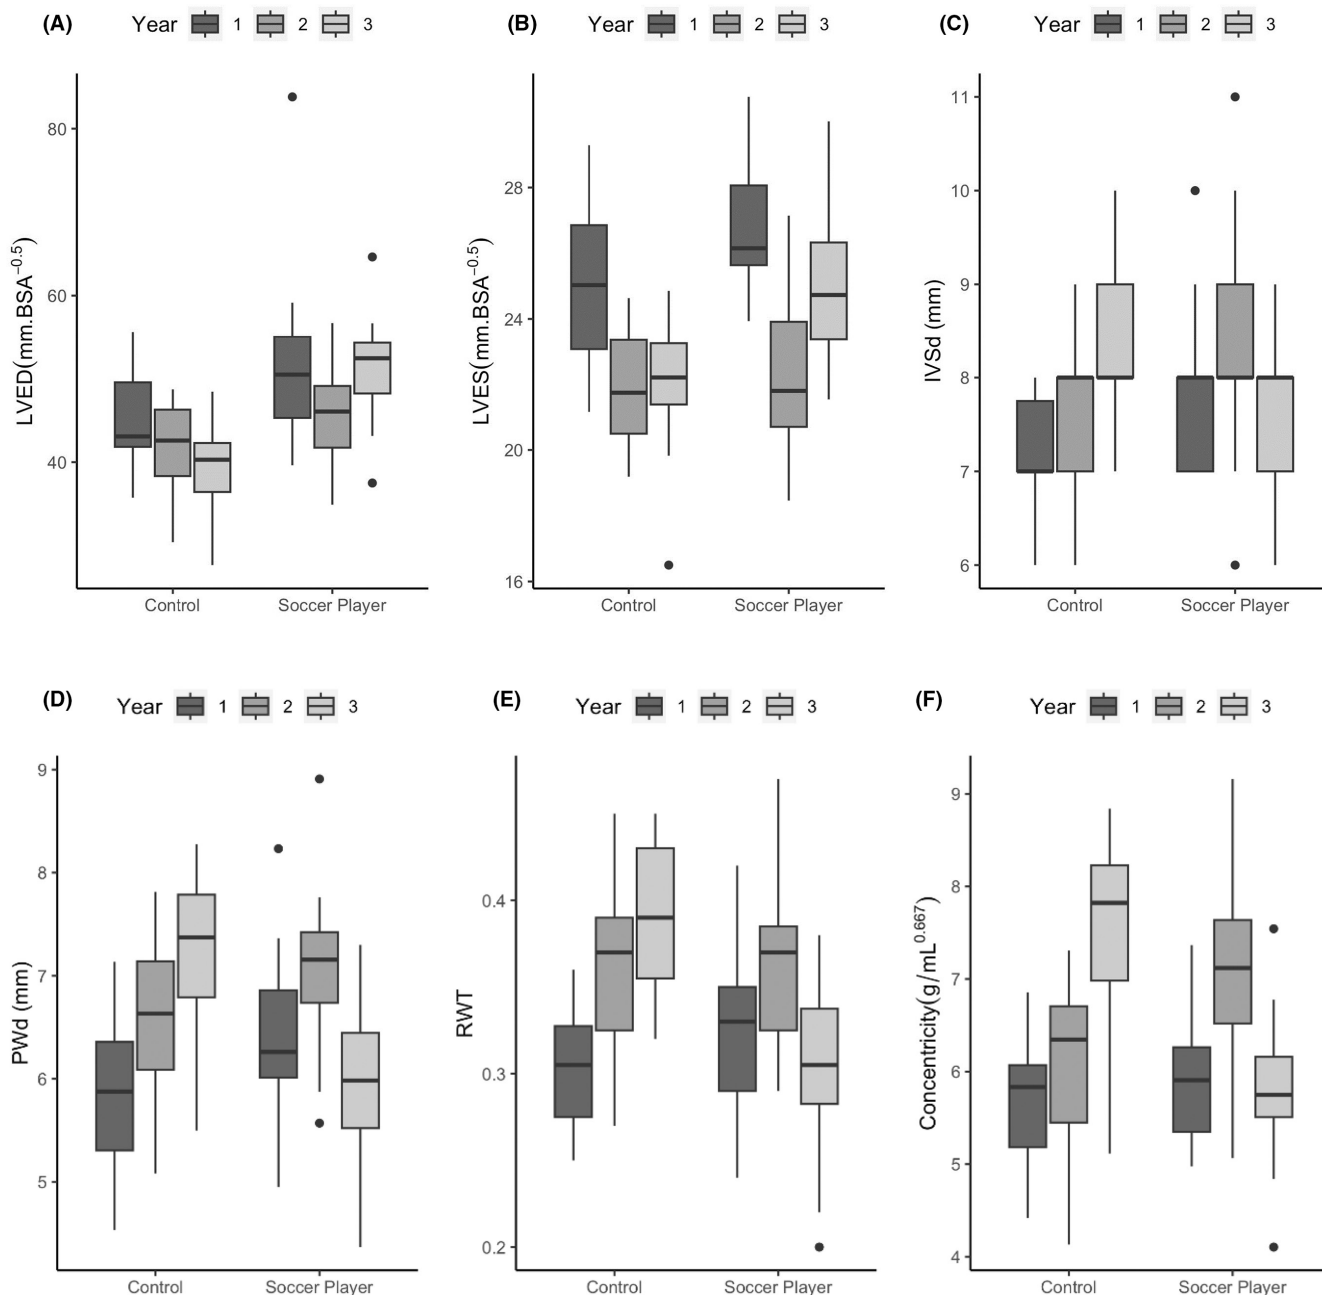 (A) Year 1 2 3
LVED(mm.BSA−0.5)
80
60
40
Control Soccer Player
(B) Year 1 2 3
LVES(mm.BSA−0.5)
28
24
20
16
Control Soccer Player
(C) Year 1 2 3
IVSd (mm)
11
10
9
8
7
6
Control Soccer Player
(D) Year 1 2 3
PWd (mm)
9
8
7
6
5
Control Soccer Player
(E) Year 1 2 3
RWT
0.4
0.3
0.2
Control Soccer Player
(F) Year 1 2 3
Concentricity(g/mL0.667)
9
8
7
6
5
4
Control Soccer Player